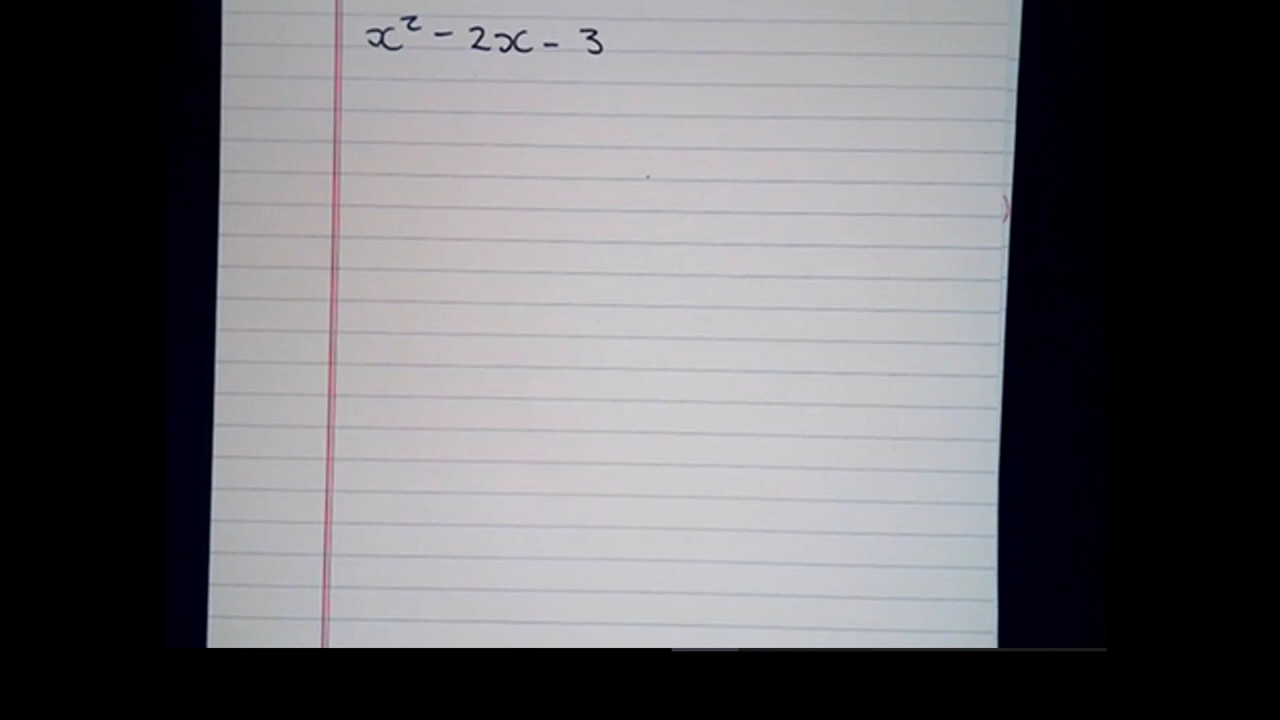 x² - 2x - 3